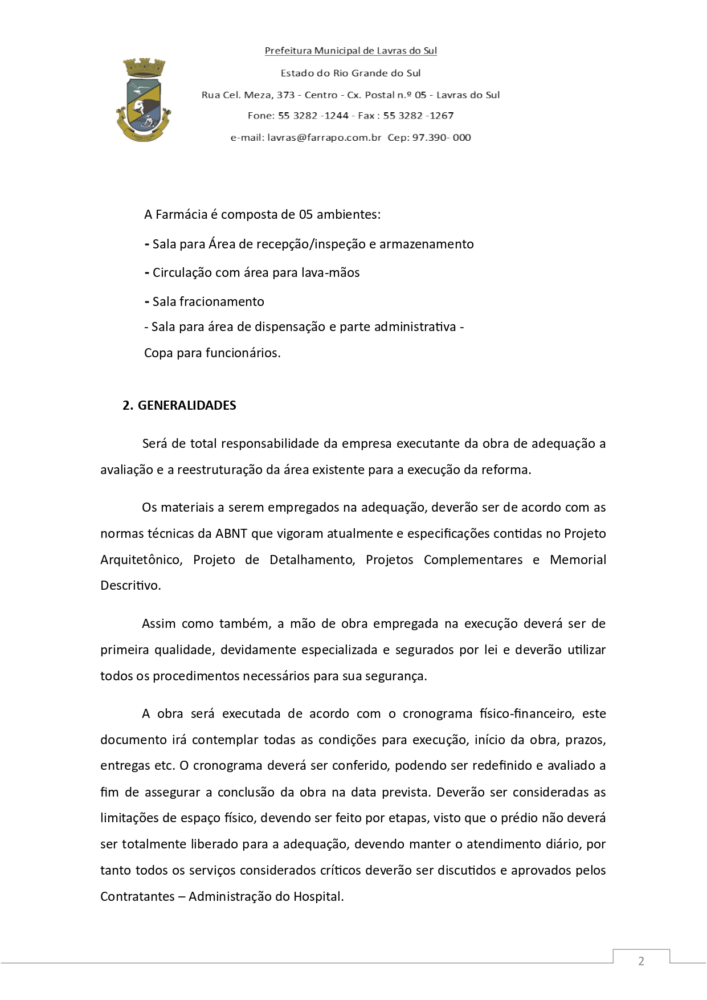 Prefeitura Municipal de Lavras do Sul
Estado do Rio Grande do Sul
Rua Cel. Meza, 373 - Centro - Cx. Postal n.º 05 - Lavras do Sul
Fone: 55 3282 -1244 - Fax : 55 3282 -1267
e-mail: lavras@farrapo.com.br Cep: 97.390- 000
LAVRAS DO SUL
A Farmácia é composta de 05 ambientes:
- Sala para Área de recepção/inspeção e armazenamento
- Circulação com área para lava-mãos
- Sala fracionamento
- Sala para área de dispensação e parte administrativa -
Copa para funcionários.
2. GENERALIDADES
Será de total responsabilidade da empresa executante da obra de adequação a
avaliação e a reestruturação da área existente para a execução da reforma.
Os materiais a serem empregados na adequação, deverão ser de acordo com as
normas técnicas da ABNT que vigoram atualmente e especificações contidas no Projeto
Arquitetônico, Projeto de Detalhamento, Projetos Complementares e Memorial
Descritivo.
Assim como também, a mão de obra empregada na execução deverá ser de
primeira qualidade, devidamente especializada e segurados por lei e deverão utilizar
todos os procedimentos necessários para sua segurança.
A obra será executada de acordo com o cronograma físico-financeiro, este
documento irá contemplar todas as condições para execução, início da obra, prazos,
entregas etc. O cronograma deverá ser conferido, podendo ser redefinido e avaliado a
fim de assegurar a conclusão da obra na data prevista. Deverão ser consideradas as
limitações de espaço físico, devendo ser feito por etapas, visto que o prédio não deverá
ser totalmente liberado para a adequação, devendo manter o atendimento diário, por
tanto todos os serviços considerados críticos deverão ser discutidos e aprovados pelos
Contratantes – Administração do Hospital.
2